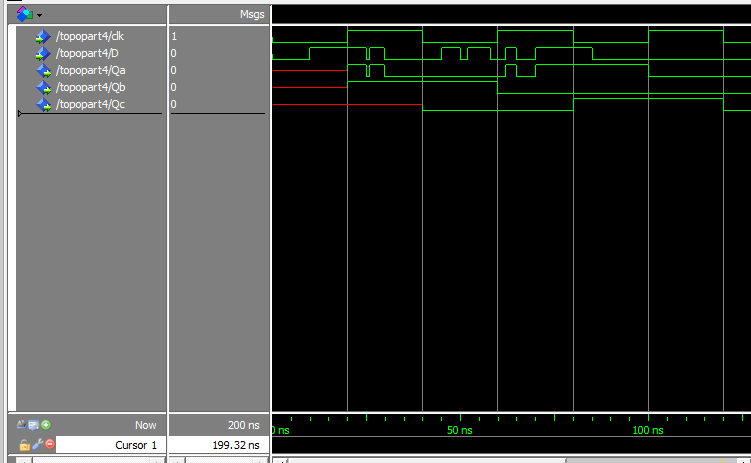 Msgs
/topopart4/clk 1
/topopart4/D 0
/topopart4/Qa 0
/topopart4/Qb 0
/topopart4/Qc 0
Now 200 ns 0 ns 50 ns 100 ns
Cursor 1 199.32 ns